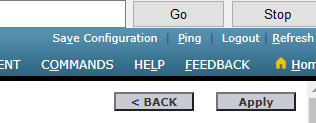 Go Stop
Save Configuration | Ping | Logout | Refresh
COMMANDS HELP FEEDBACK
< BACK Apply